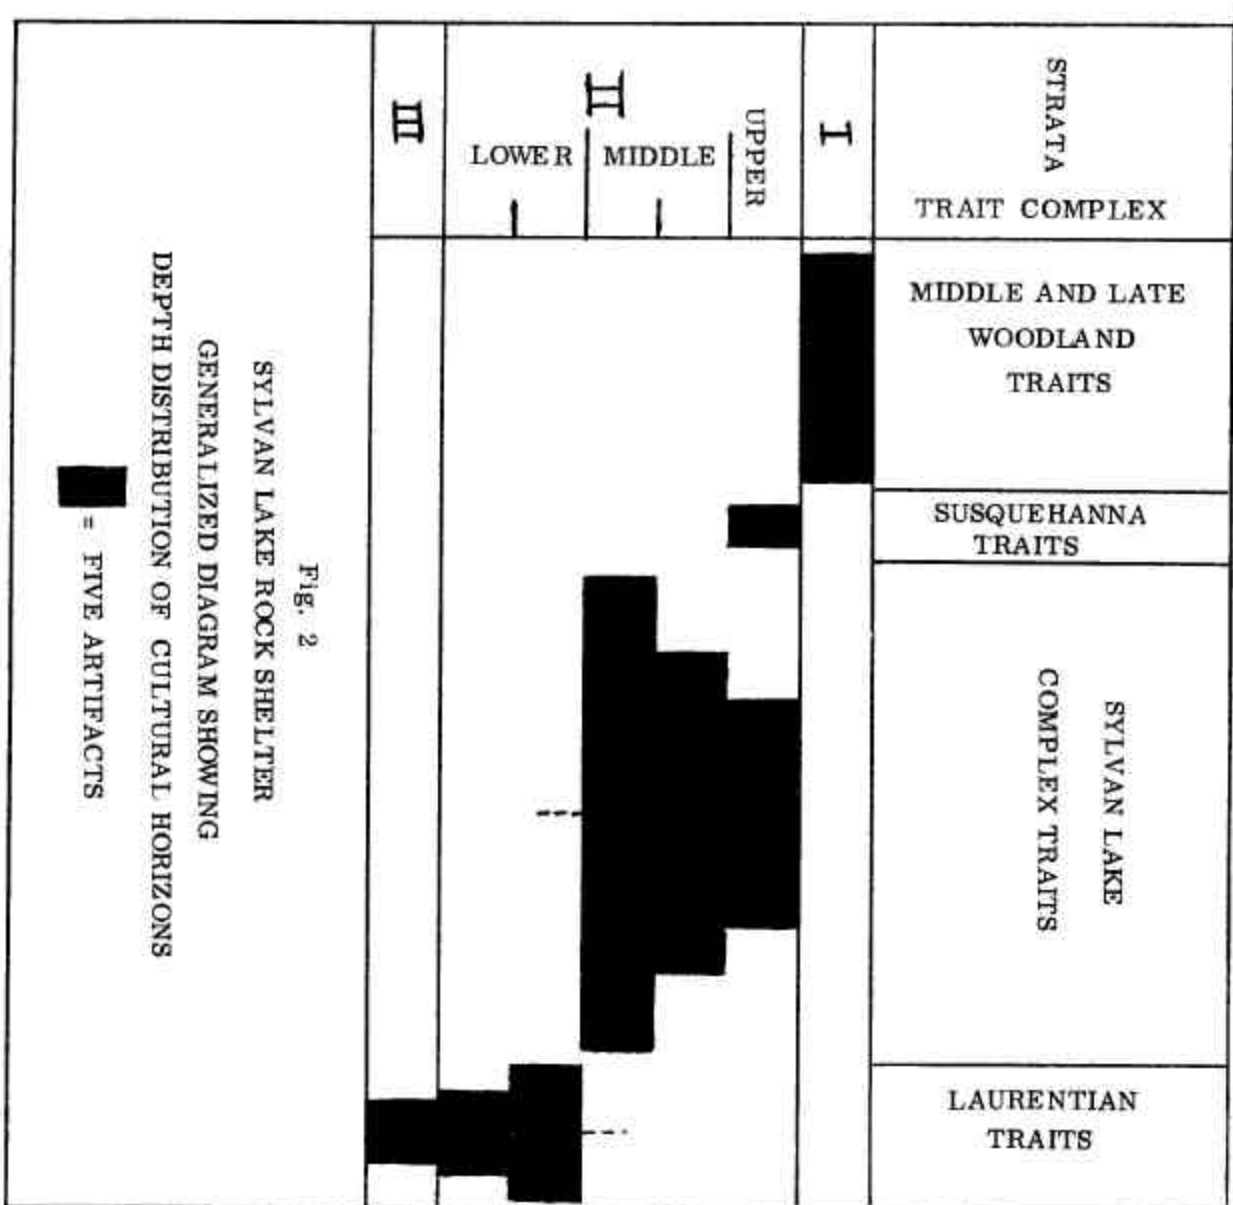 STRATA
TRAIT COMPLEX
I
II
UPPER
MIDDLE
LOWER
III
MIDDLE AND LATE
WOODLAND
TRAITS
SUSQUEHANNA
TRAITS
SYLVAN LAKE
COMPLEX TRAITS
LAURENTIAN
TRAITS
Fig. 2
SYLVAN LAKE ROCK SHELTER
GENERALIZED DIAGRAM SHOWING
DEPTH DISTRIBUTION OF CULTURAL HORIZONS
= FIVE ARTIFACTS